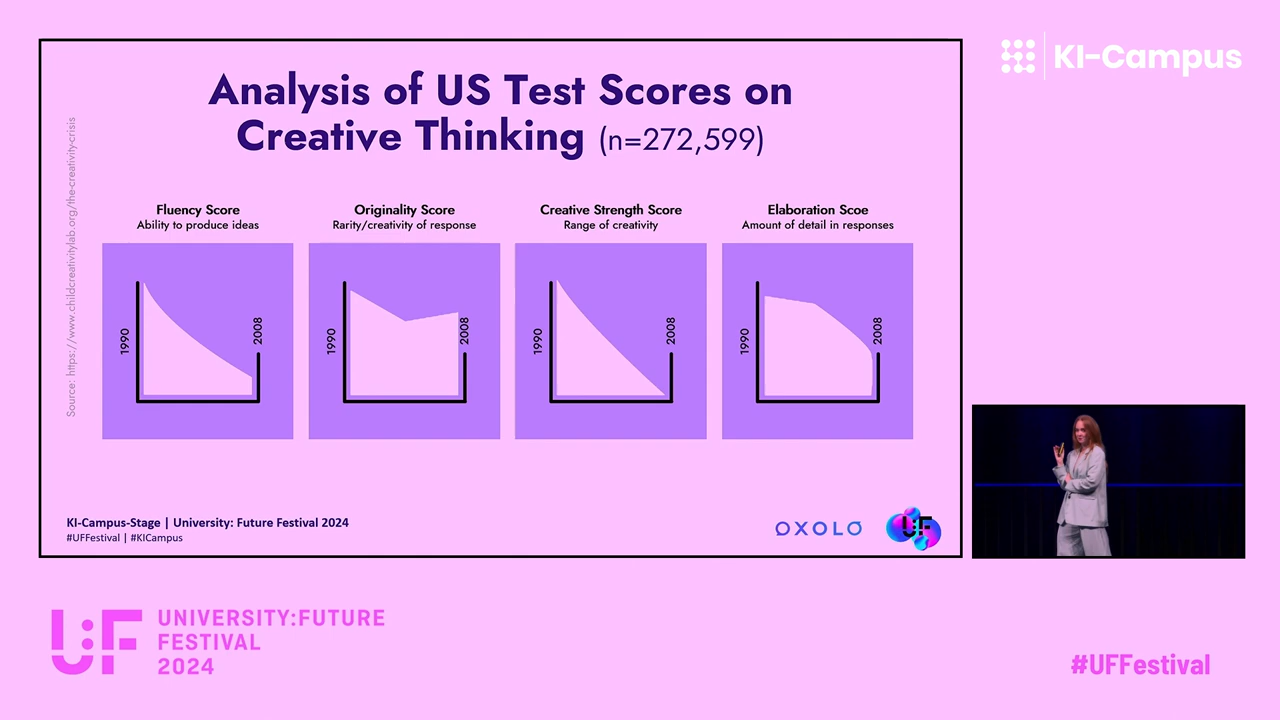 KI-Campus
Analysis of US Test Scores on
Creative Thinking (n=272,599)
Source: https://www.childcreativitylab.org/the-creativity-crisis
Fluency Score
Ability to produce ideas
1990
2008
Originality Score
Rarity/creativity of response
1990
2008
Creative Strength Score
Range of creativity
1990
2008
Elaboration Scoe
Amount of detail in responses
1990
2008
KI-Campus-Stage | University: Future Festival 2024
#UFFestival | #KICampus
OXOLO
U:F
U:F
UNIVERSITY:FUTURE
FESTIVAL
2024
#UFFestival